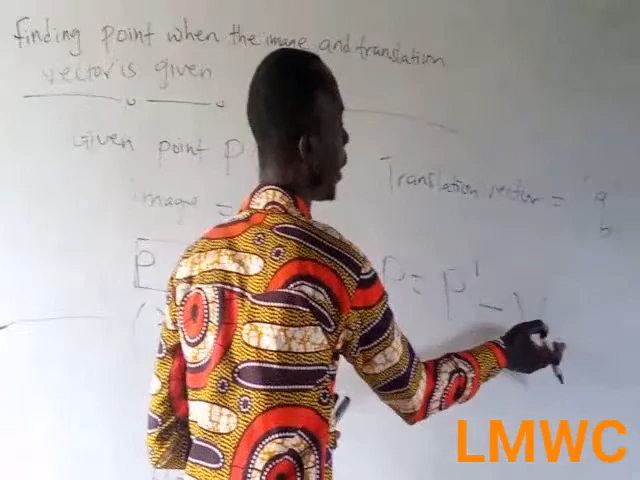 Finding point when the image and translation
vector is given
Given point P
Translation vector =
image =
P
P = P' - V
LMWC